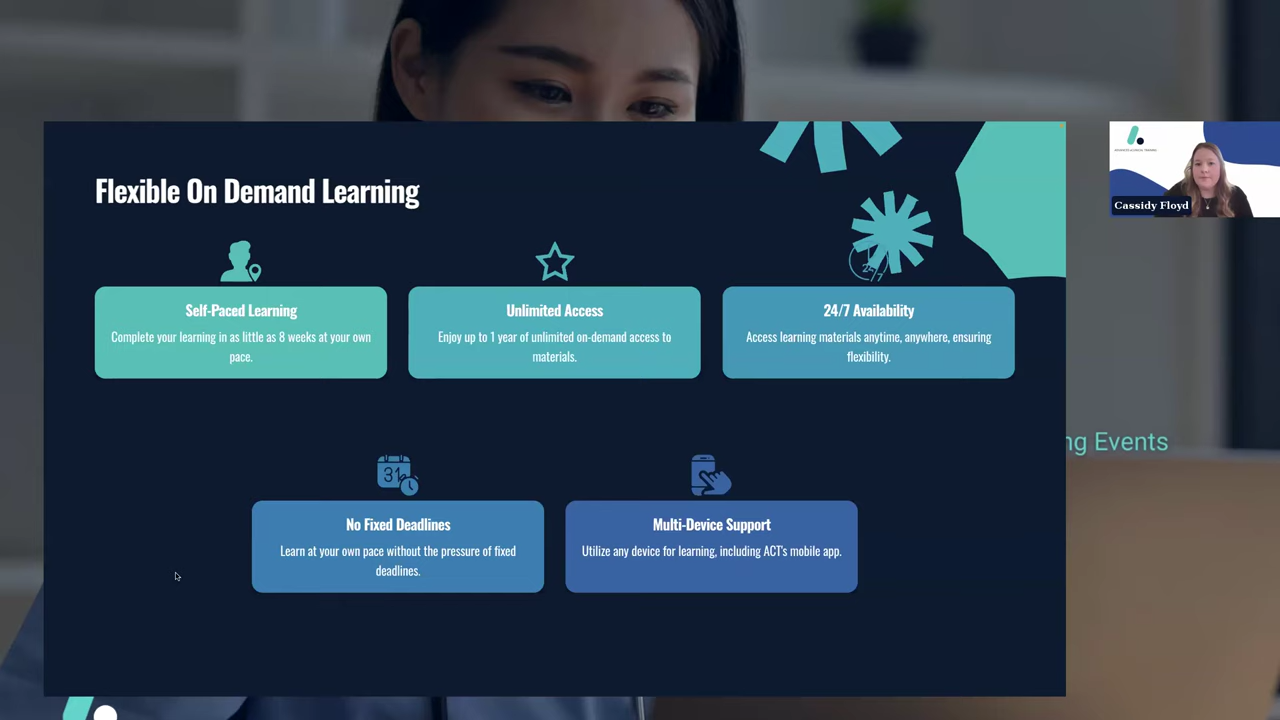 Flexible On Demand Learning
Self-Paced Learning
Complete your learning in as little as 8 weeks at your own
pace.
Unlimited Access
Enjoy up to 1 year of unlimited on-demand access to
materials.
24/7
24/7 Availability
Access learning materials anytime, anywhere, ensuring
flexibility.
31
No Fixed Deadlines
Learn at your own pace without the pressure of fixed
deadlines.
Multi-Device Support
Utilize any device for learning, including ACT's mobile app.
Cassidy Floyd
ng Events